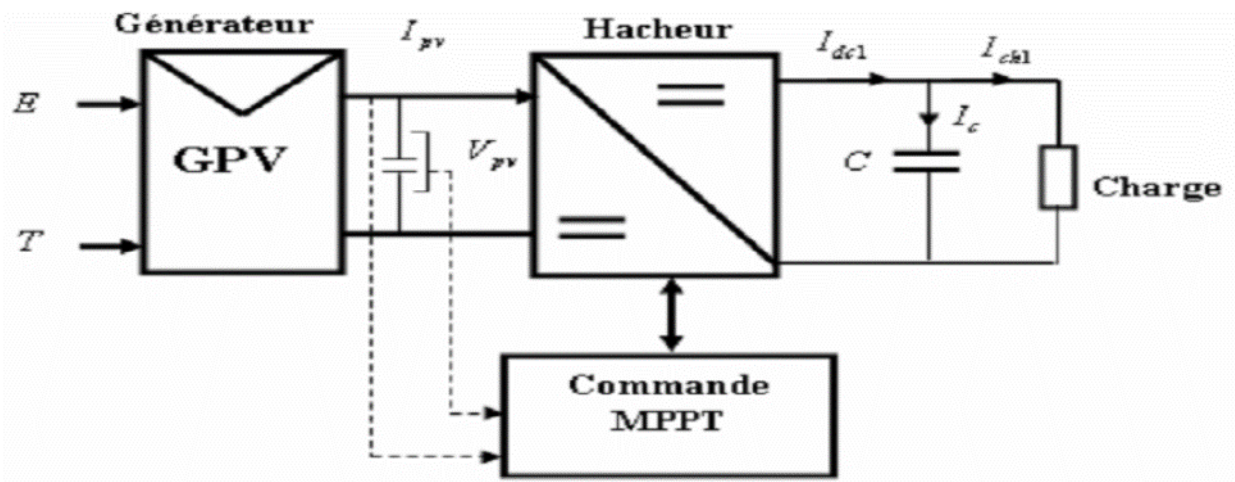 Générateur
I_pv
Hacheur
I_dc1
I_ch1
E
GPV
V_pv
I_c
C
Charge
T
Commande
MPPT